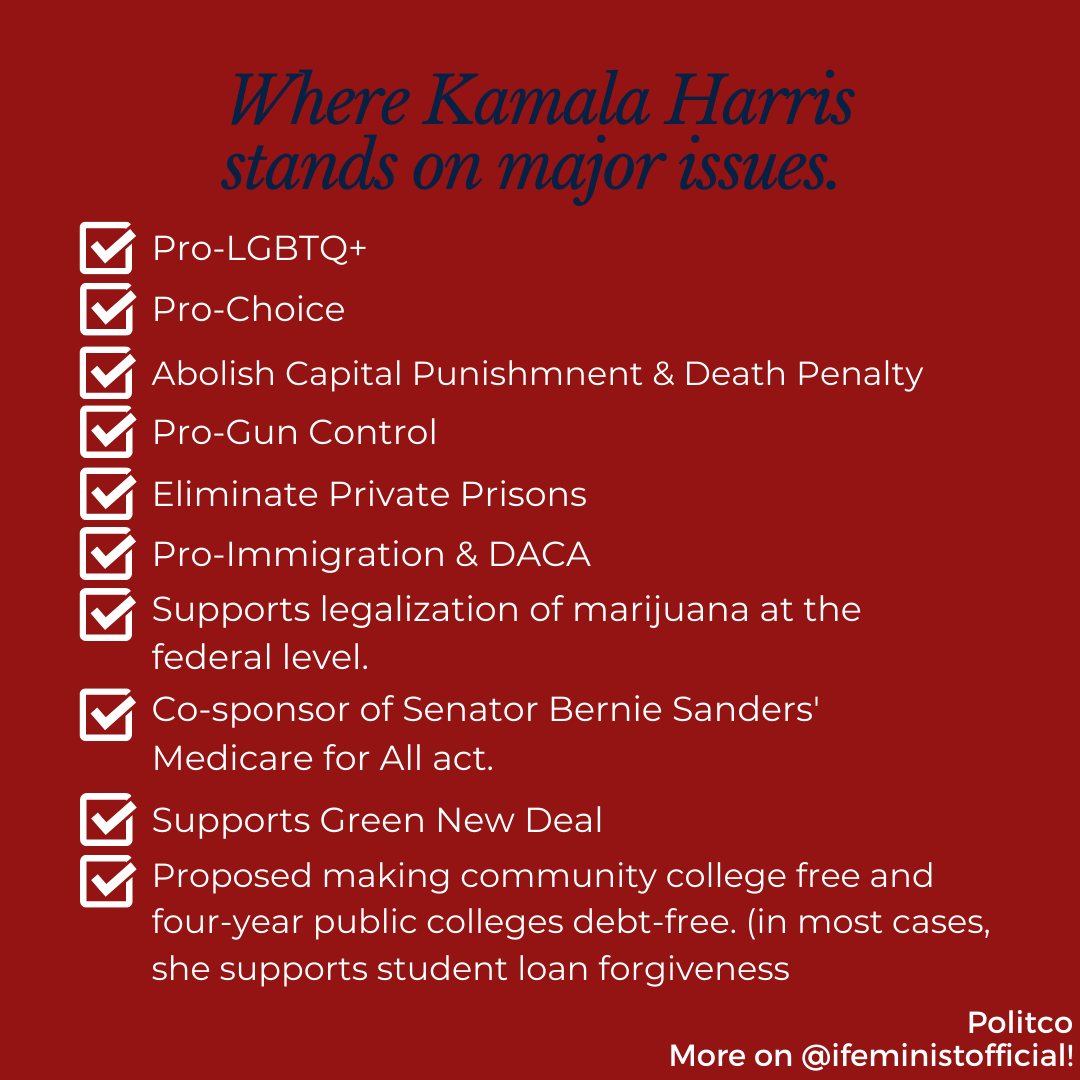 Where Kamala Harris
stands on major issues.
Pro-LGBTQ+
Pro-Choice
Abolish Capital Punishmnent & Death Penalty
Pro-Gun Control
Eliminate Private Prisons
Pro-Immigration & DACA
Supports legalization of marijuana at the
federal level.
Co-sponsor of Senator Bernie Sanders'
Medicare for All act.
Supports Green New Deal
Proposed making community college free and
four-year public colleges debt-free. (in most cases,
she supports student loan forgiveness
Politco
More on @ifeministofficial!